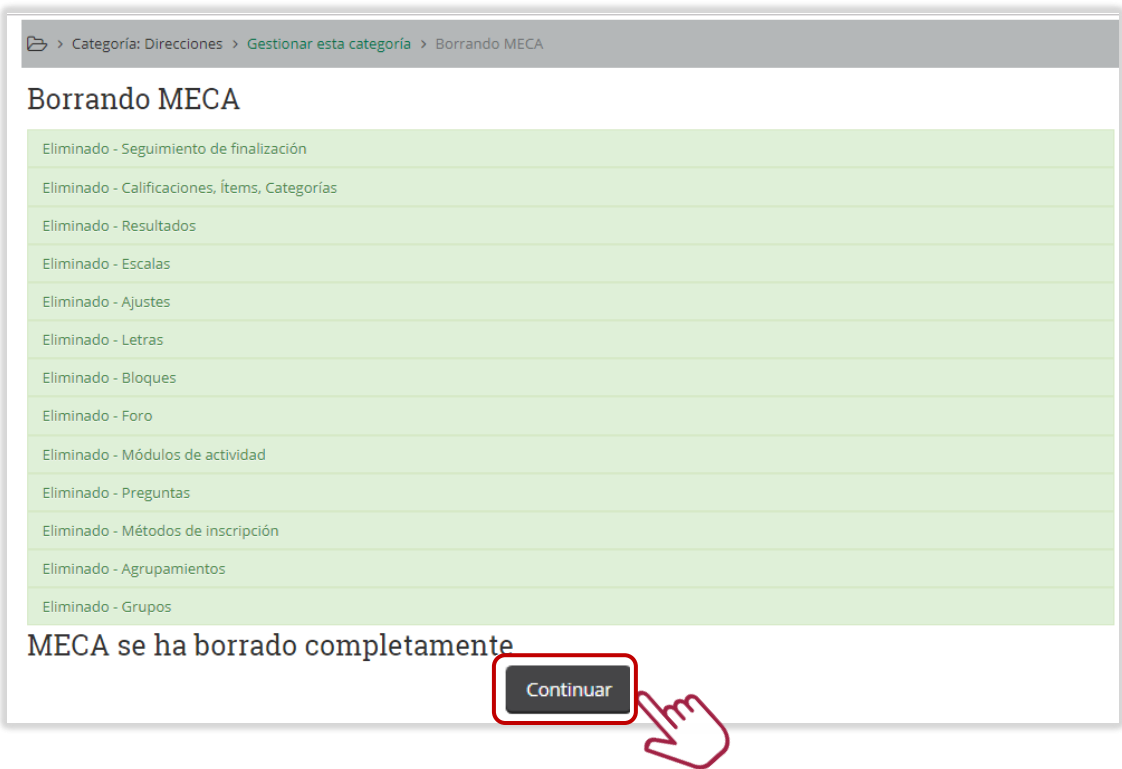 > Categoría: Direcciones > Gestionar esta categoría > Borrando MECA
Borrando MECA
Eliminado - Seguimiento de finalización
Eliminado - Calificaciones, Ítems, Categorías
Eliminado - Resultados
Eliminado - Escalas
Eliminado - Ajustes
Eliminado - Letras
Eliminado - Bloques
Eliminado - Foro
Eliminado - Módulos de actividad
Eliminado - Preguntas
Eliminado - Métodos de inscripción
Eliminado - Agrupamientos
Eliminado - Grupos
MECA se ha borrado completamente
Continuar